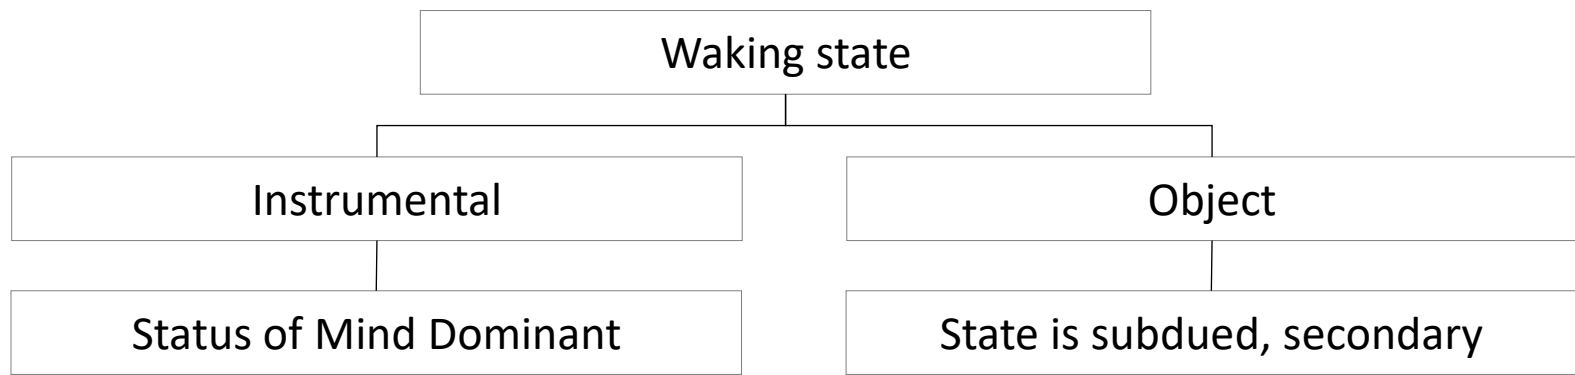 Waking state
Instrumental
Object
Status of Mind Dominant
State is subdued, secondary